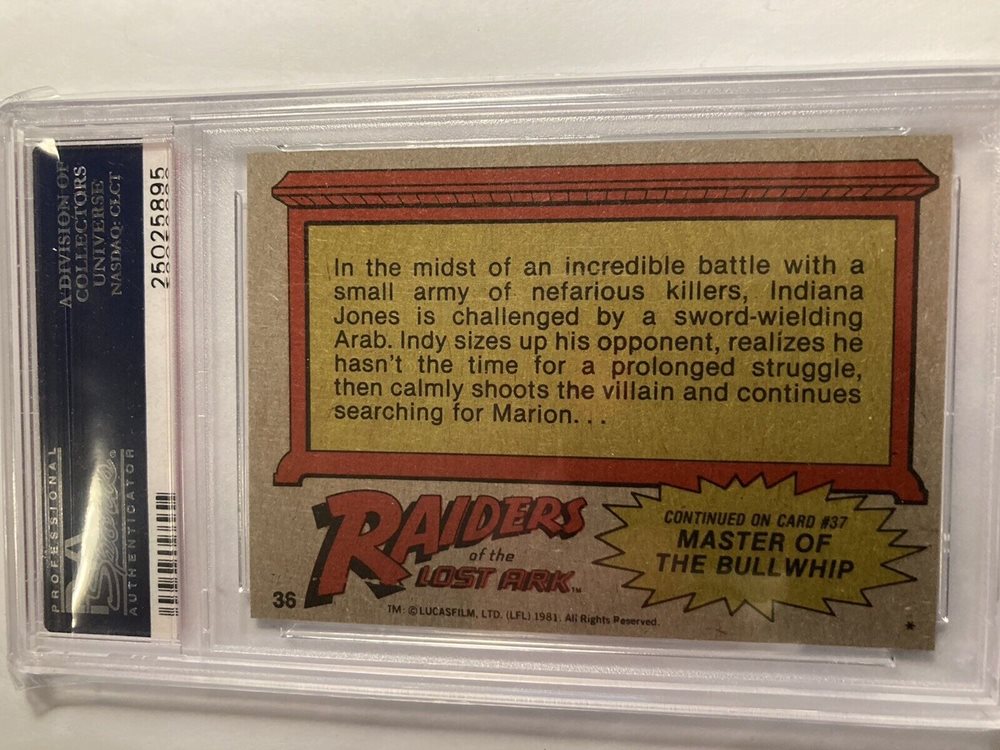 A DIVISION OF
COLLECTORS
UNIVERSE
NASDAQ: CLCT
25025895
PROFESSIONAL
Sports
AUTHENTICATOR
In the midst of an incredible battle with a
small army of nefarious killers, Indiana
Jones is challenged by a sword-wielding
Arab. Indy sizes up his opponent, realizes he
hasn't the time for a prolonged struggle,
then calmly shoots the villain and continues
searching for Marion...
RAIDERS
of the
LOST ARK™
CONTINUED ON CARD #37
MASTER OF
THE BULLWHIP
36
TM: © LUCASFILM, LTD. (LFL) 1981. All Rights Reserved.
*